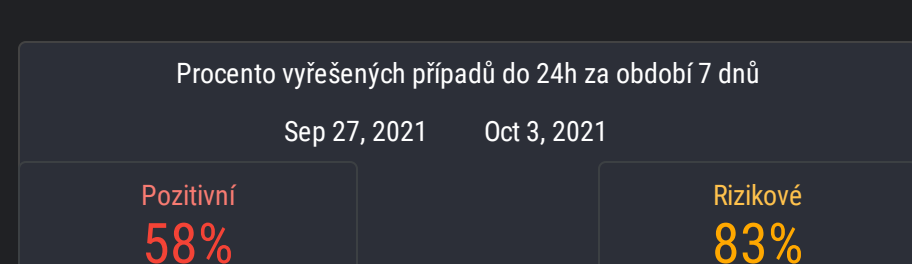 Procento vyřešených případů do 24h za období 7 dnů
Sep 27, 2021 Oct 3, 2021
Pozitivní Rizikové
58% 83%